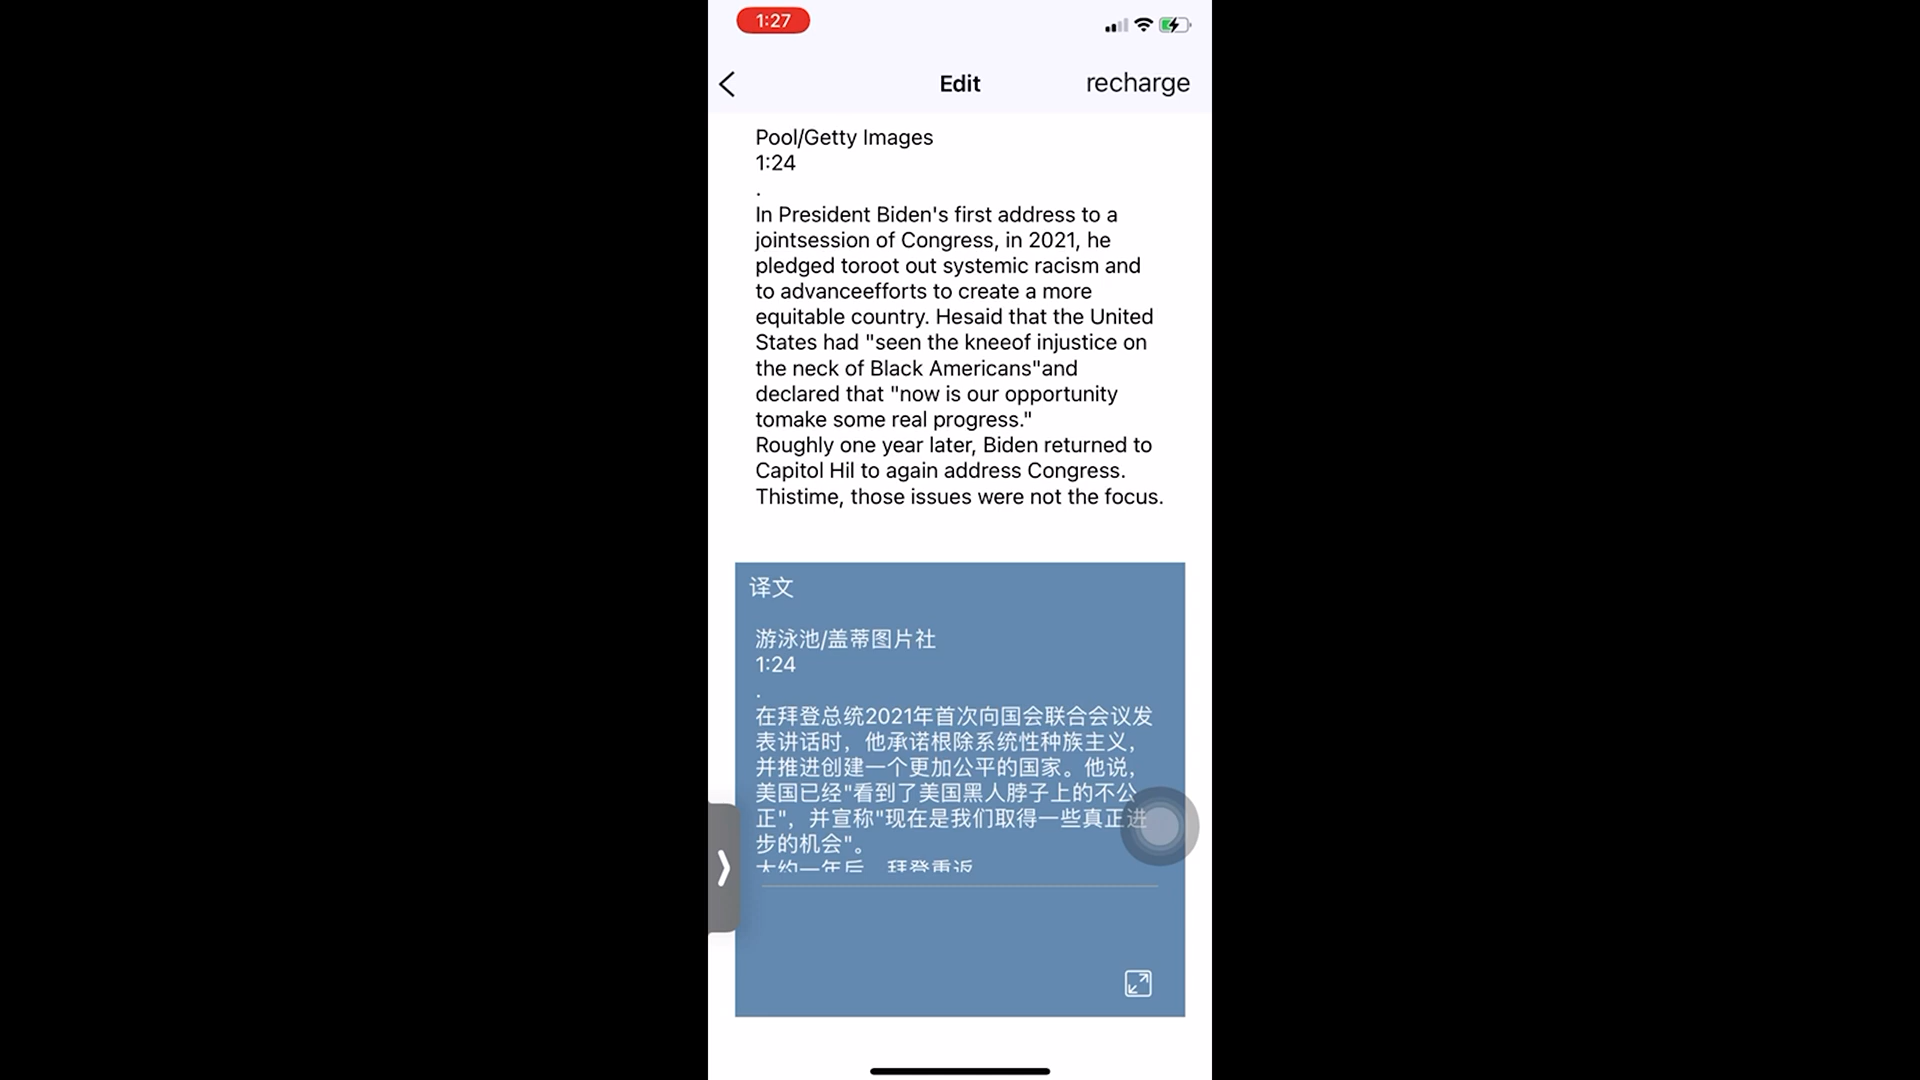 1:27
Edit
recharge
Pool/Getty Images
1:24
.
In President Biden's first address to a
jointsession of Congress, in 2021, he
pledged toroot out systemic racism and
to advanceefforts to create a more
equitable country. Hesaid that the United
States had "seen the kneeof injustice on
the neck of Black Americans"and
declared that "now is our opportunity
tomake some real progress."
Roughly one year later, Biden returned to
Capitol Hil to again address Congress.
Thistime, those issues were not the focus.
译文
游泳池/盖蒂图片社
1:24
.
在拜登总统2021年首次向国会联合会议发
表讲话时，他承诺根除系统性种族主义，
并推进创建一个更加公平的国家。他说，
美国已经"看到了美国黑人脖子上的不公
正"，并宣称"现在是我们取得一些真正进
步的机会"。
大约一年后，拜登重返